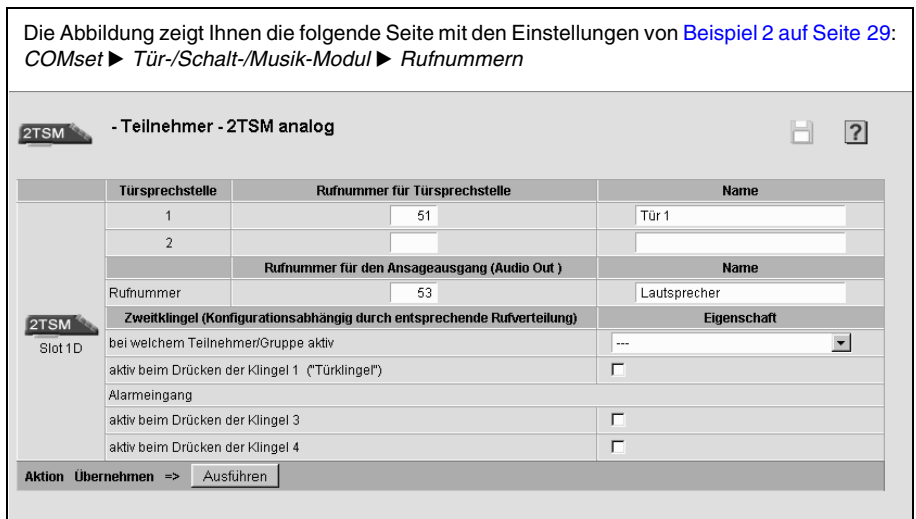 Die Abbildung zeigt Ihnen die folgende Seite mit den Einstellungen von Beispiel 2 auf Seite 29:
COMset ► Tür-/Schalt-/Musik-Modul ► Rufnummern
2TSM - Teilnehmer - 2TSM analog ?
Türsprechstelle Rufnummer für Türsprechstelle Name
1 51 Tür 1
2
Rufnummer für den Ansageausgang (Audio Out ) Name
Rufnummer 53 Lautsprecher
2TSM
Slot 1D
Zweitklingel (Konfigurationsabhängig durch entsprechende Rufverteilung) Eigenschaft
bei welchem Teilnehmer/Gruppe aktiv ---
aktiv beim Drücken der Klingel 1 ("Türklingel")
Alarmeingang
aktiv beim Drücken der Klingel 3
aktiv beim Drücken der Klingel 4
Aktion Übernehmen => Ausführen